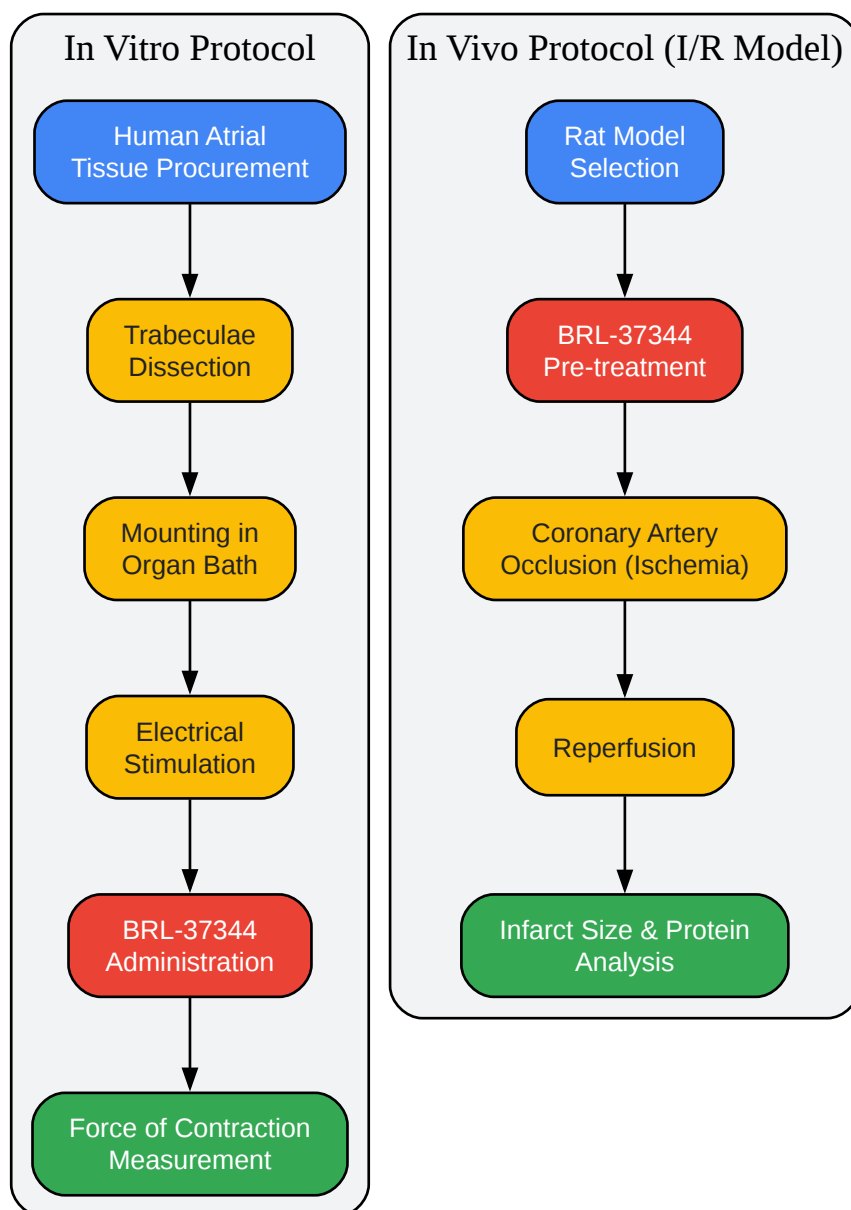 In Vitro Protocol
Human Atrial
Tissue Procurement
Trabeculae
Dissection
Mounting in
Organ Bath
Electrical
Stimulation
BRL-37344
Administration
Force of Contraction
Measurement
In Vivo Protocol (I/R Model)
Rat Model
Selection
BRL-37344
Pre-treatment
Coronary Artery
Occlusion (Ischemia)
Reperfusion
Infarct Size & Protein
Analysis